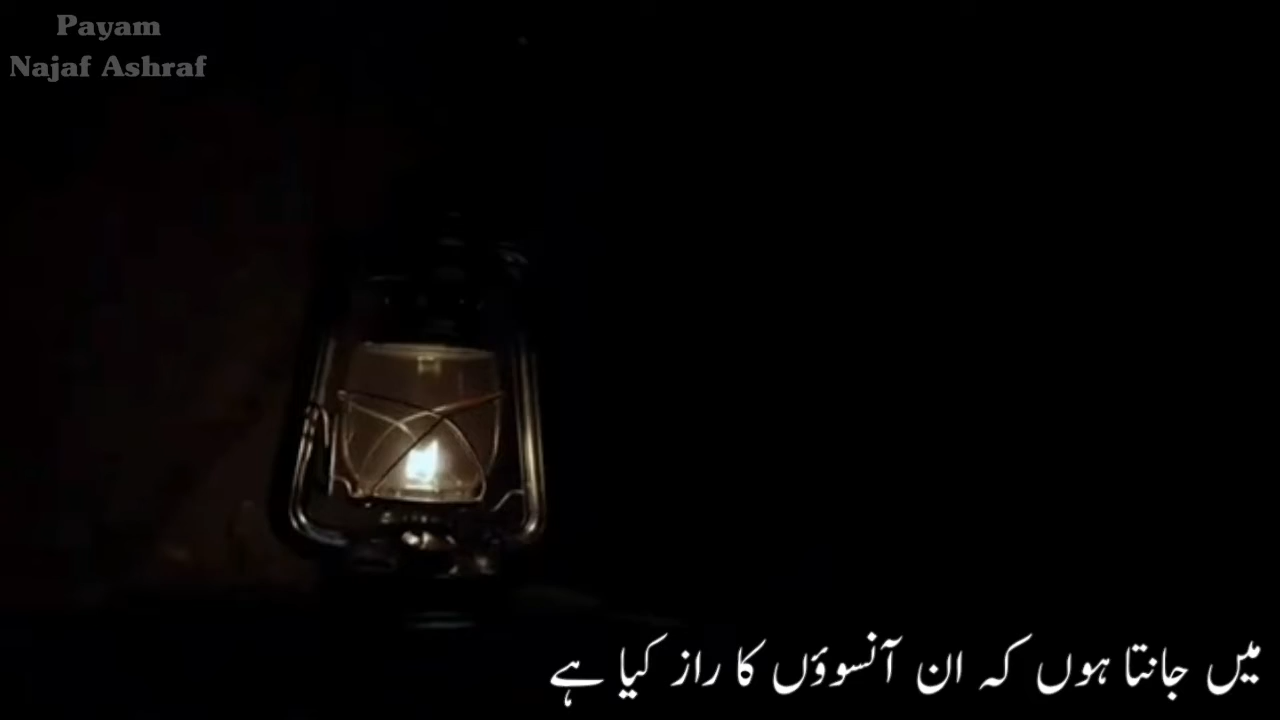 Payam
Najaf Ashraf
میں جانتا ہوں کہ ان آنسوؤں کا راز کیا ہے